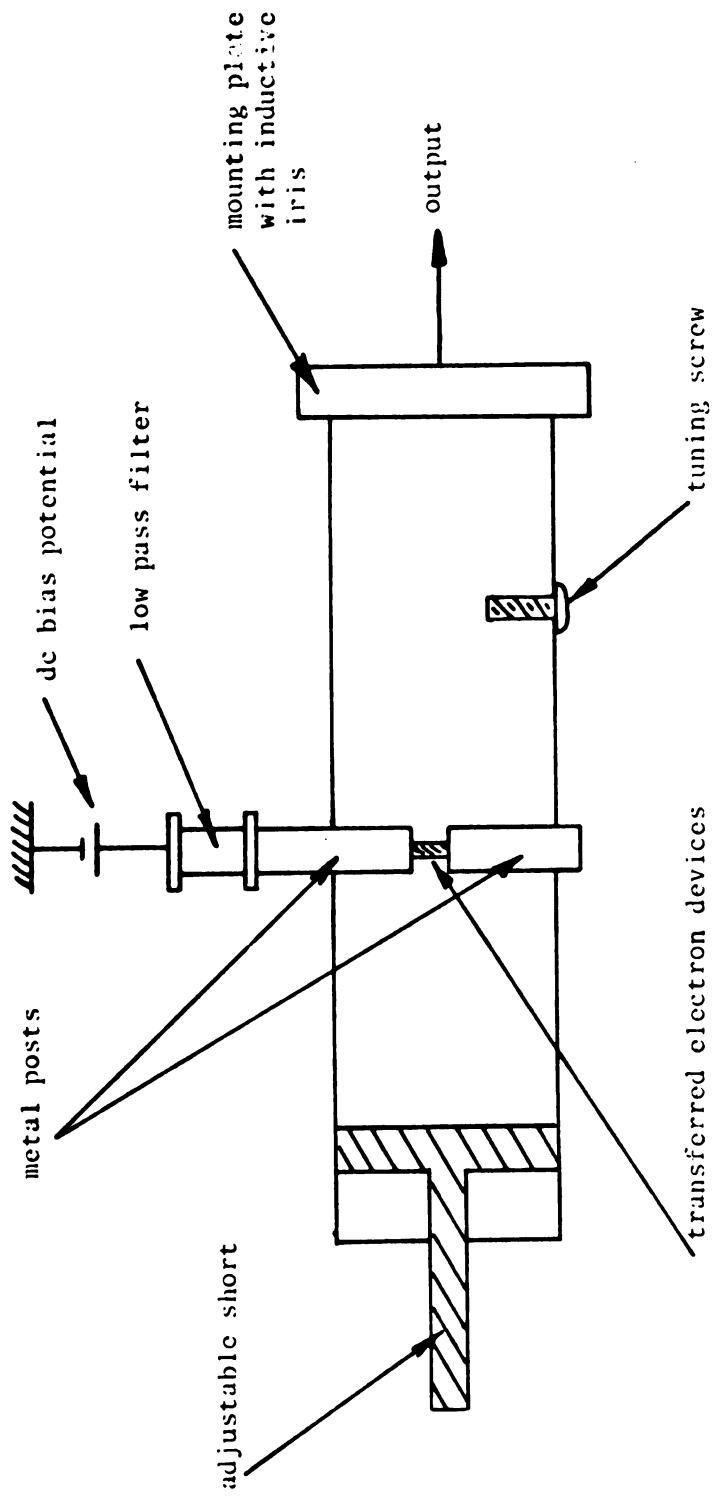 adjustable short
metal posts
dc bias potential
low pass filter
mounting plate
with inductive
iris
output
tuning screw
transferred electron devices